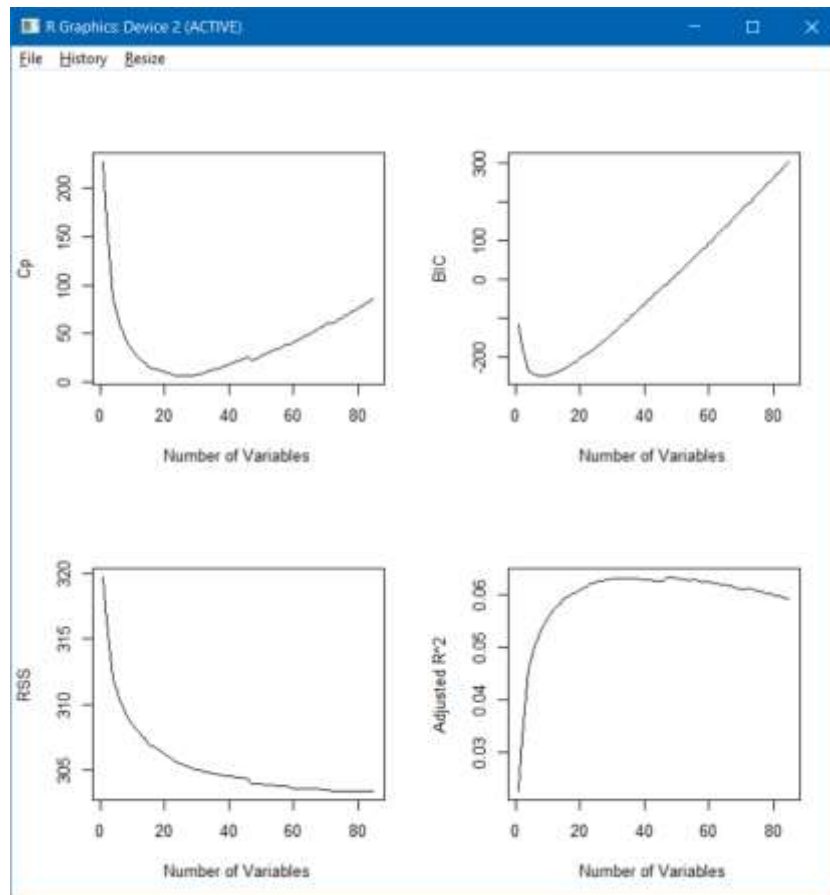 R Graphics: Device 2 (ACTIVE)
File History Resize
Cp
0 50 100 150 200
0 20 40 60 80
Number of Variables
BIC
-200 0 100 300
0 20 40 60 80
Number of Variables
RSS
305 310 315 320
0 20 40 60 80
Number of Variables
Adjusted R^2
0.03 0.04 0.05 0.06
0 20 40 60 80
Number of Variables